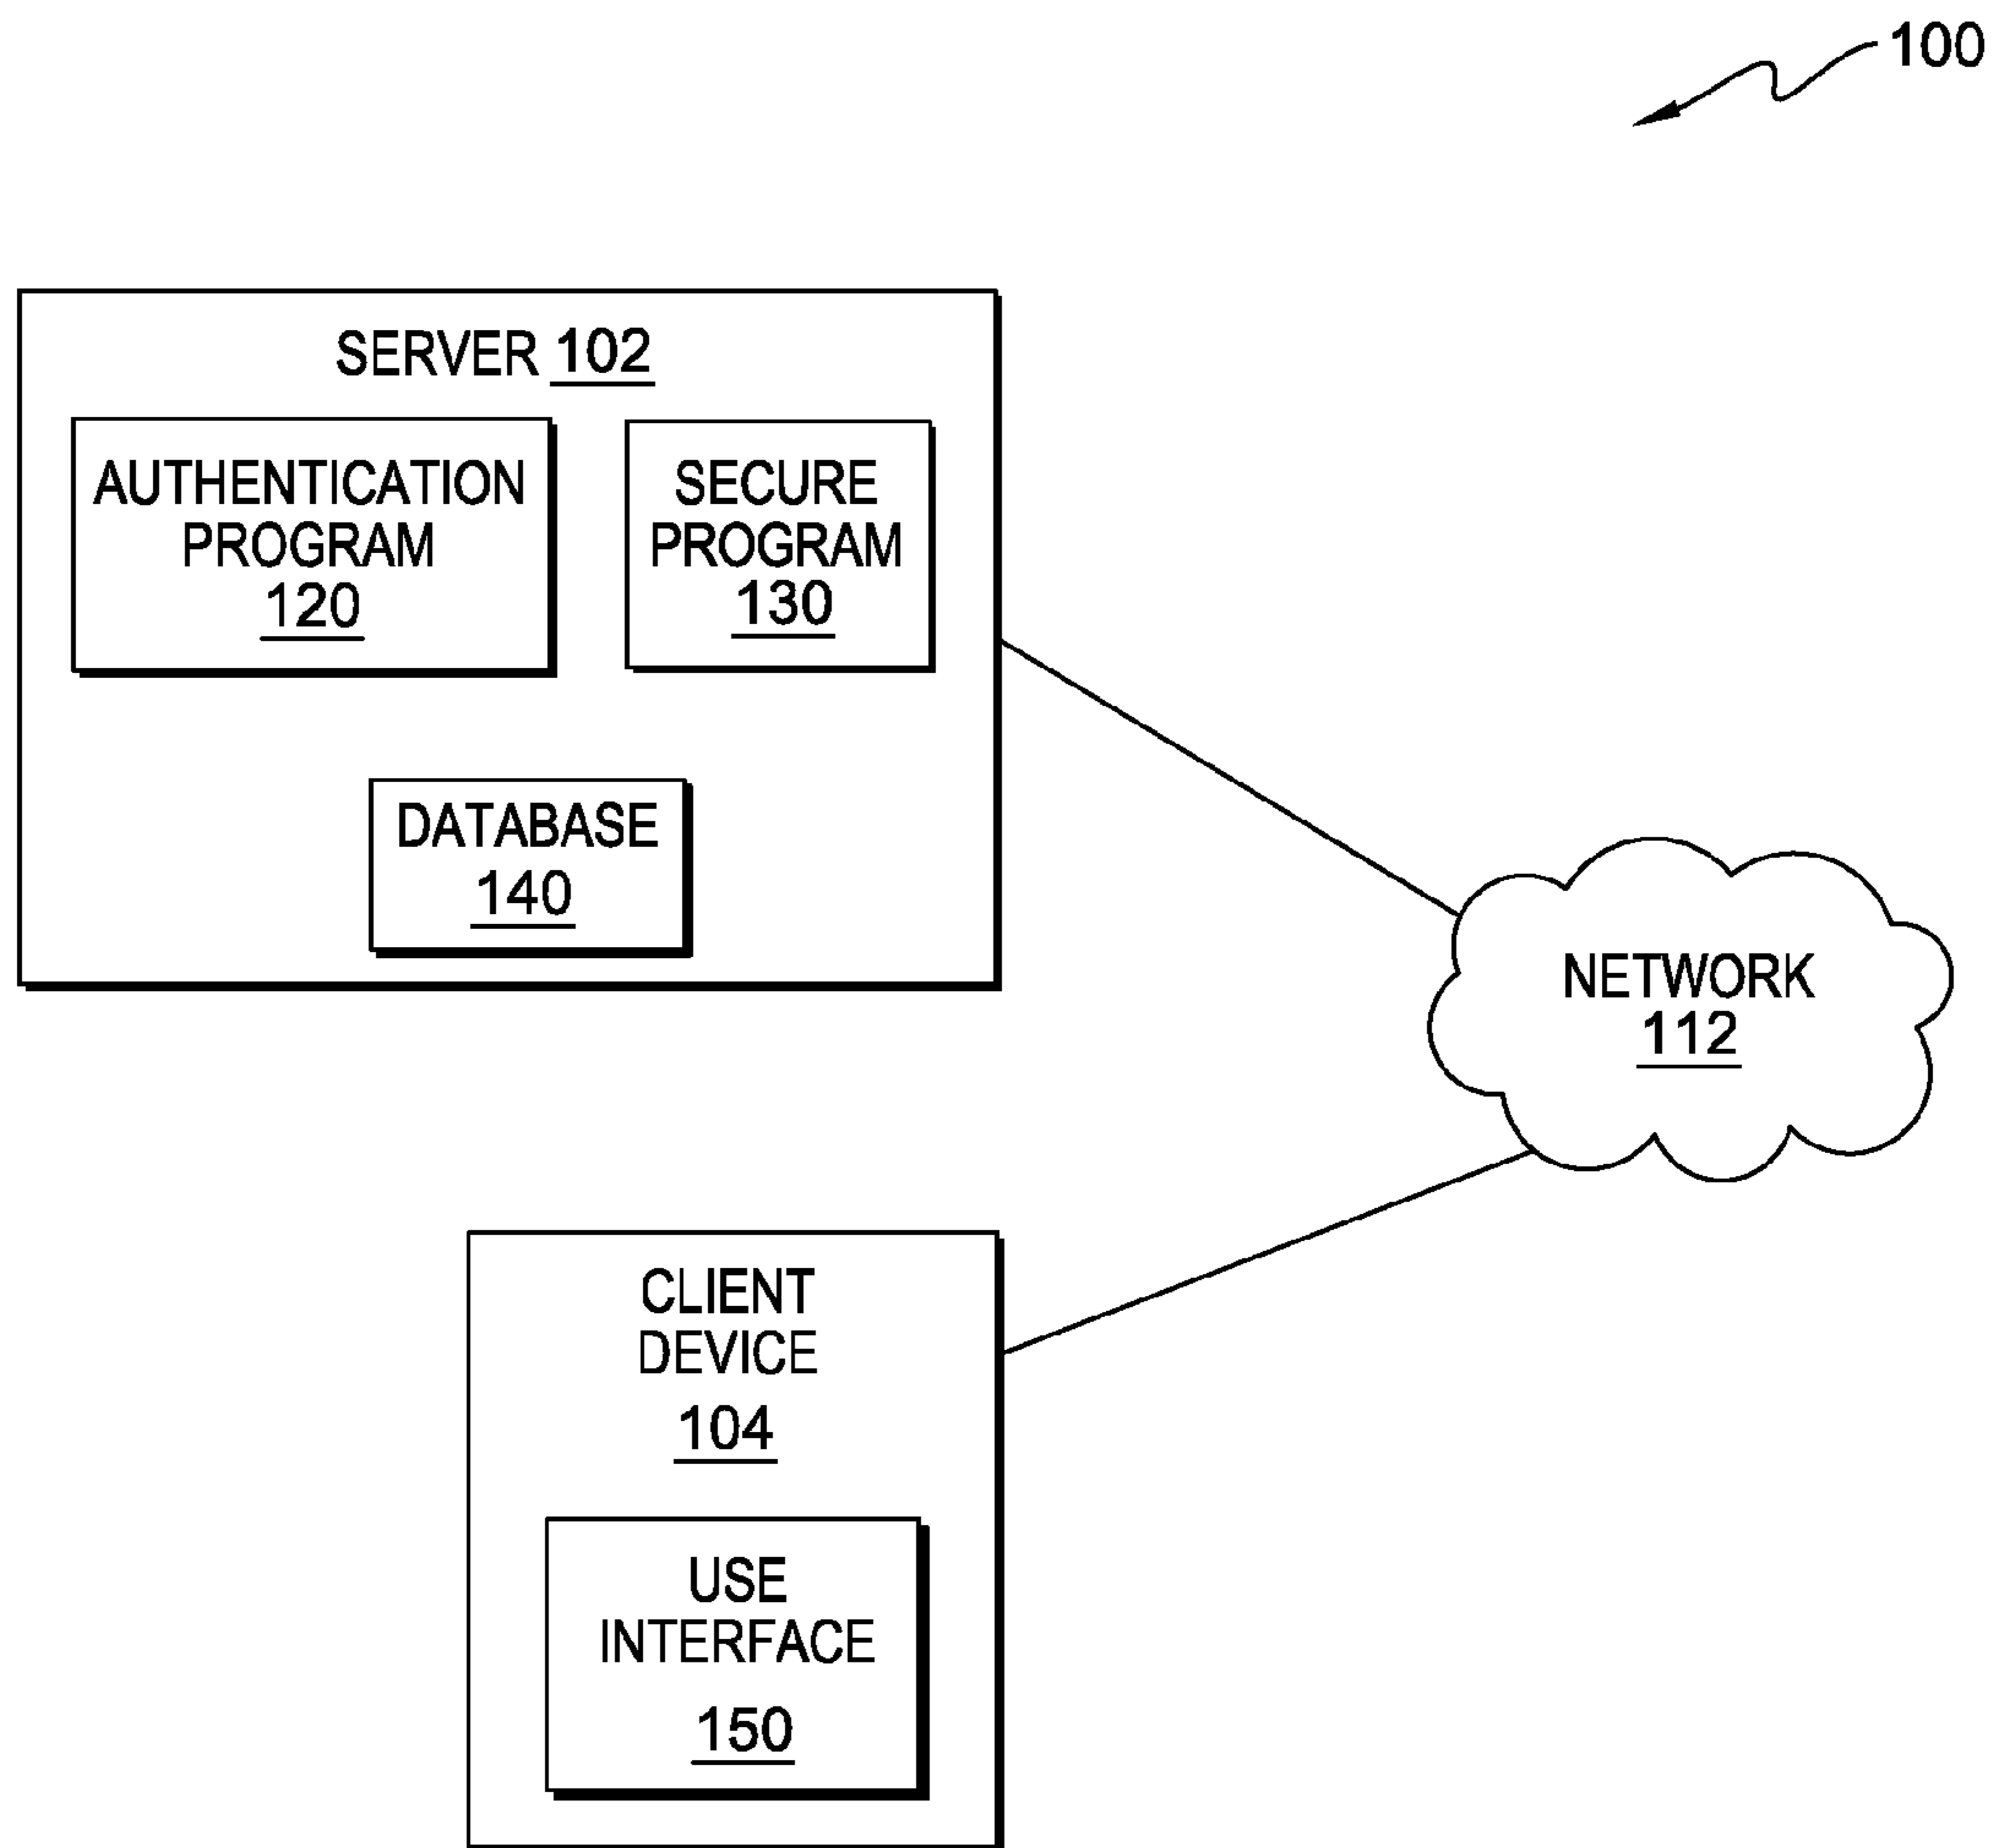 100
SERVER 102
AUTHENTICATION
PROGRAM
120
SECURE
PROGRAM
130
DATABASE
140
NETWORK
112
CLIENT
DEVICE
104
USE
INTERFACE
150